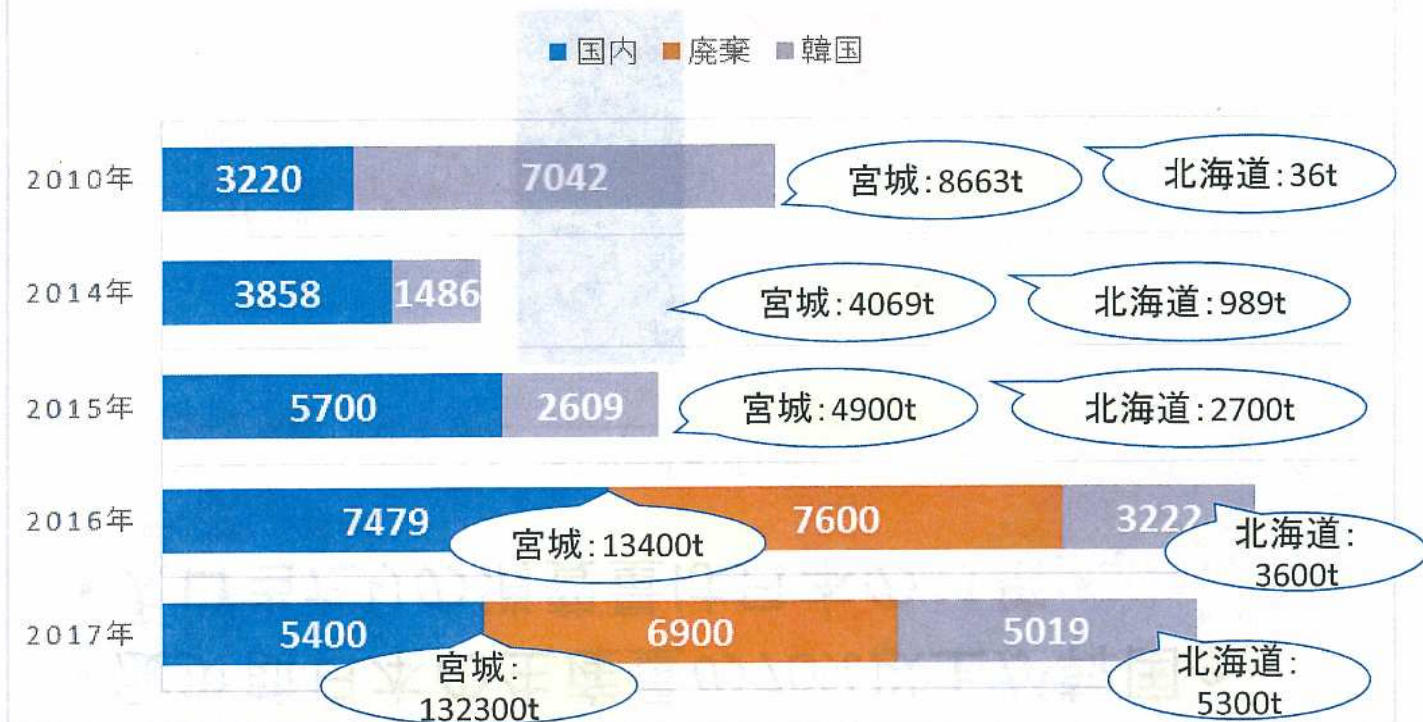 国内 廃棄 韓国
2010年 3220 7042 宮城:8663t 北海道:36t
2014年 3858 1486 宮城:4069t 北海道:989t
2015年 5700 2609 宮城:4900t 北海道:2700t
2016年 7479 7600 3222
宮城:13400t
北海道:
3600t
2017年 5400 6900 5019
宮城:
132300t
北海道:
5300t